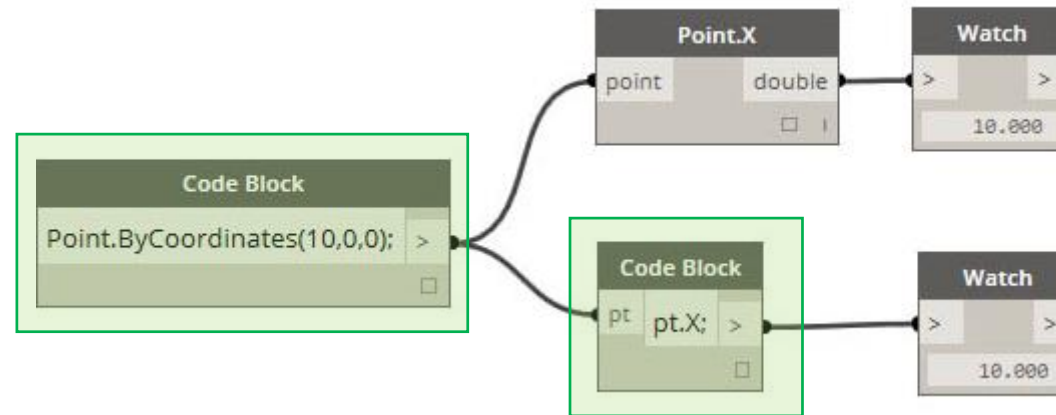 Point.X
point
double
Watch
>
>
10.000
Code Block
Point.ByCoordinates(10,0,0);
>
Code Block
pt
pt.X;
>
Watch
>
>
10.000